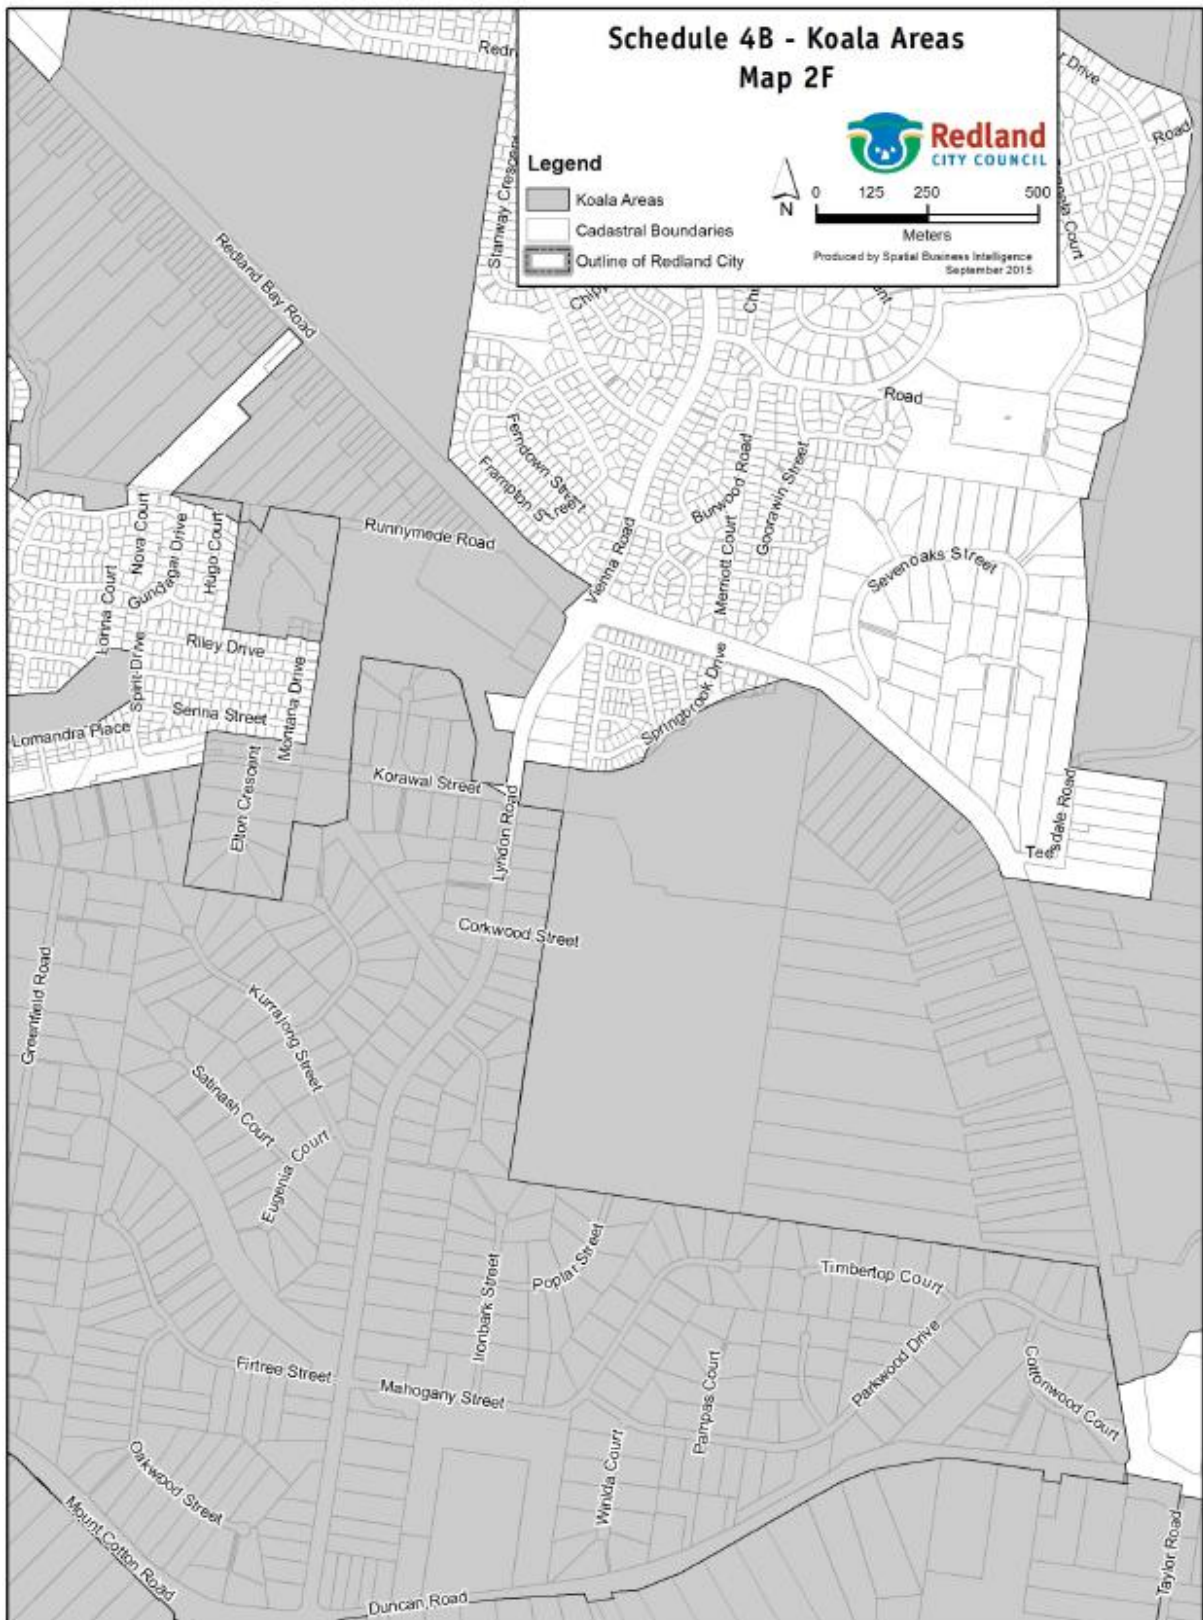 Schedule 4B - Koala Areas
Map 2F
Redland
CITY COUNCIL
Legend
Koala Areas
Cadastral Boundaries
Outline of Redland City
N
0 125 250 500
Meters
Produced by Spatial Business Intelligence
September 2015
Drive
Road
Court
Stanway Crescent
Redland Bay Road
Road
Ferndown Street
Frampton Street
Burwood Road
Goorawin Street
Merriott Court
Vienna Road
Sevenoaks Street
Runnymede Road
Nova Court
Gundagai Drive
Hugo Court
Lorina Court
Riley Drive
Spirit Drive
Montana Drive
Senna Street
Lomandra Place
Springbrook Drive
Elton Crescent
Korawal Street
Lyndon Road
Teesdale Road
Corkwood Street
Greenfield Road
Kurrajong Street
Satinash Court
Eugenia Court
Poplar Street
Ironbark Street
Timbertop Court
Parkwood Drive
Cottonwood Court
Firtree Street
Mahogany Street
Pampas Court
Winida Court
Oakwood Street
Mount Cotton Road
Duncan Road
Taylor Road